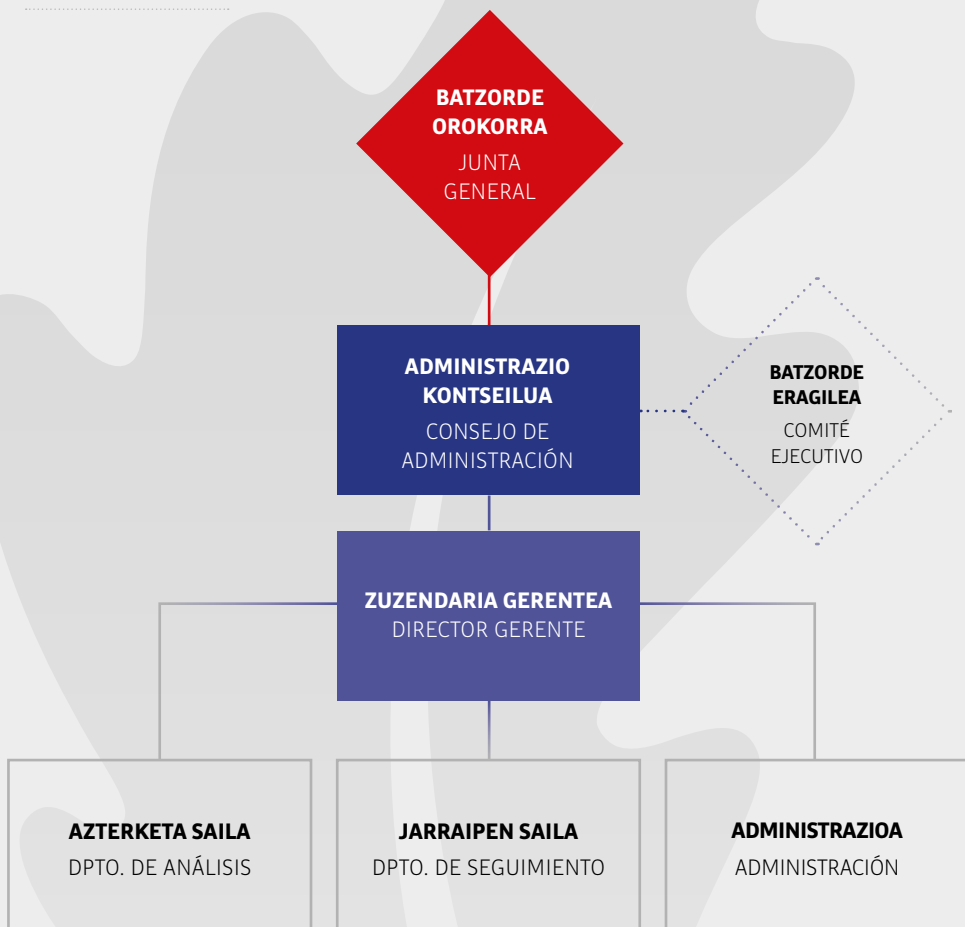 BATZORDE
OROKORRA
JUNTA
GENERAL
ADMINISTRAZIO
KONTSEILUA
CONSEJO DE
ADMINISTRACIÓN
BATZORDE
ERAGILEA
COMITÉ
EJECUTIVO
ZUZENDARIA GERENTEA
DIRECTOR GERENTE
AZTERKETA SAILA
DPTO. DE ANÁLISIS
JARRAIPEN SAILA
DPTO. DE SEGUIMIENTO
ADMINISTRAZIOA
ADMINISTRACIÓN